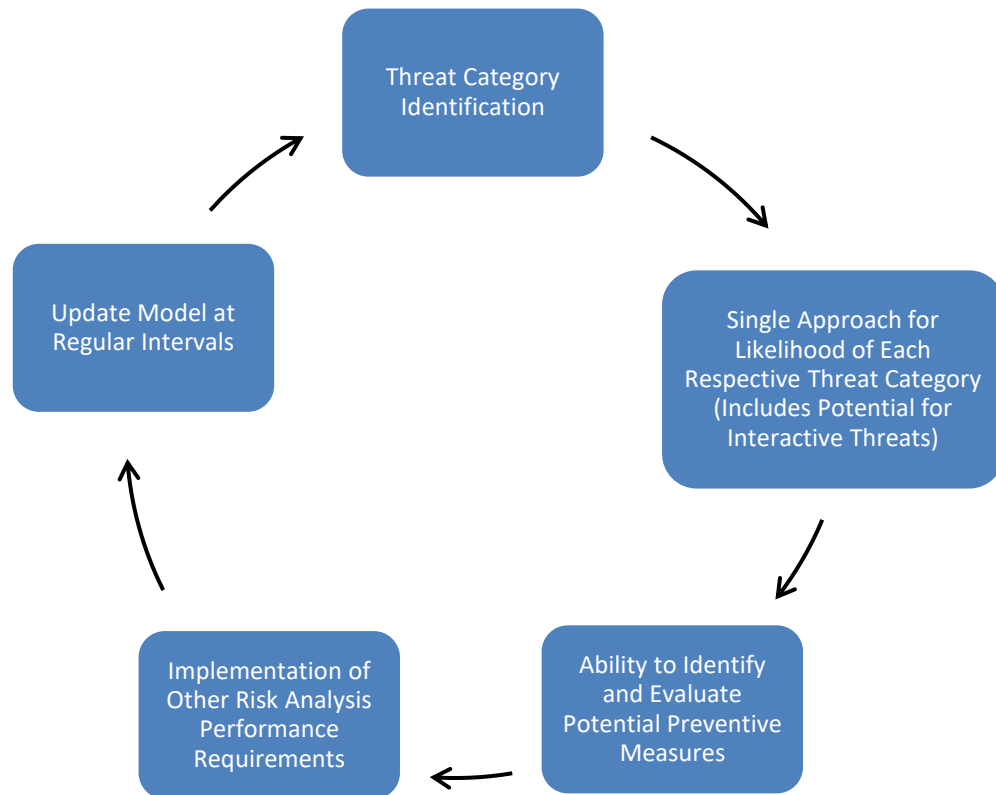 Threat Category
Identification
Single Approach for
Likelihood of Each
Respective Threat Category
(Includes Potential for
Interactive Threats)
Ability to Identify
and Evaluate
Potential Preventive
Measures
Implementation of
Other Risk Analysis
Performance
Requirements
Update Model at
Regular Intervals